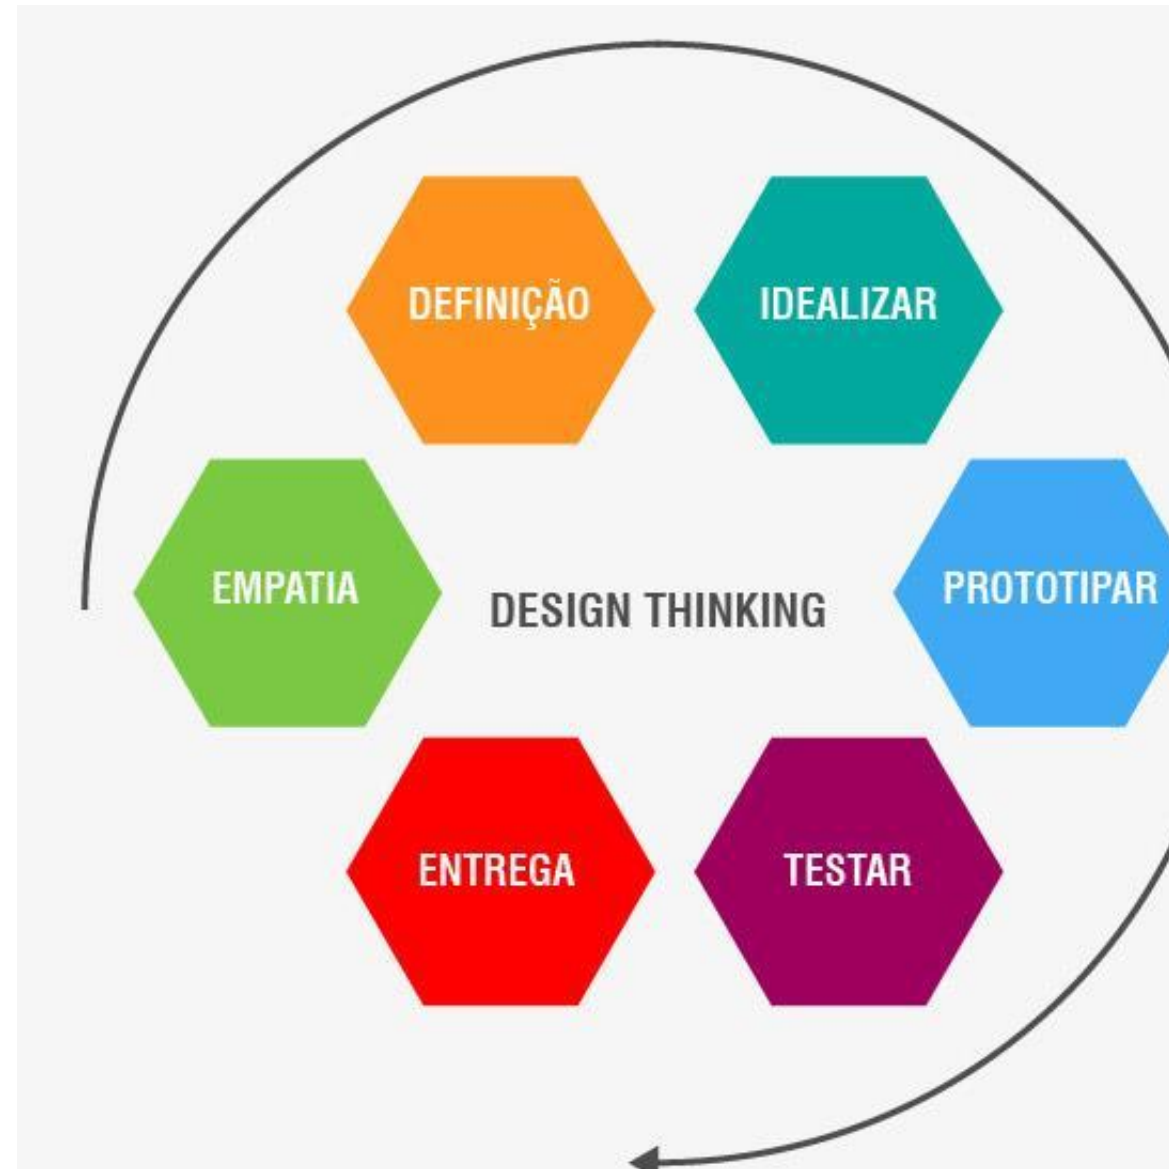 DEFINIÇÃO
IDEALIZAR
EMPATIA
DESIGN THINKING
PROTOTIPAR
ENTREGA
TESTAR